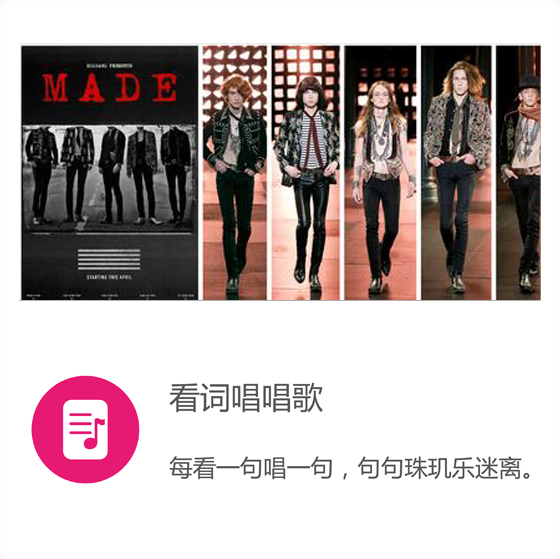 BIGBANG PRESENTS
MADE
STARTING THIS APRIL
看词唱唱歌
每看一句唱一句，句句珠玑乐迷离。